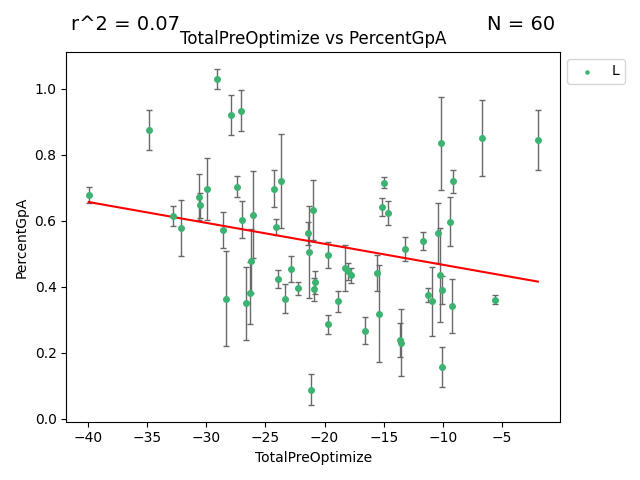 r^2 = 0.07
N = 60
TotalPreOptimize vs PercentGpA
L
PercentGpA
1.0
0.8
0.6
0.4
0.2
0.0
−40 −35 −30 −25 −20 −15 −10 −5
TotalPreOptimize